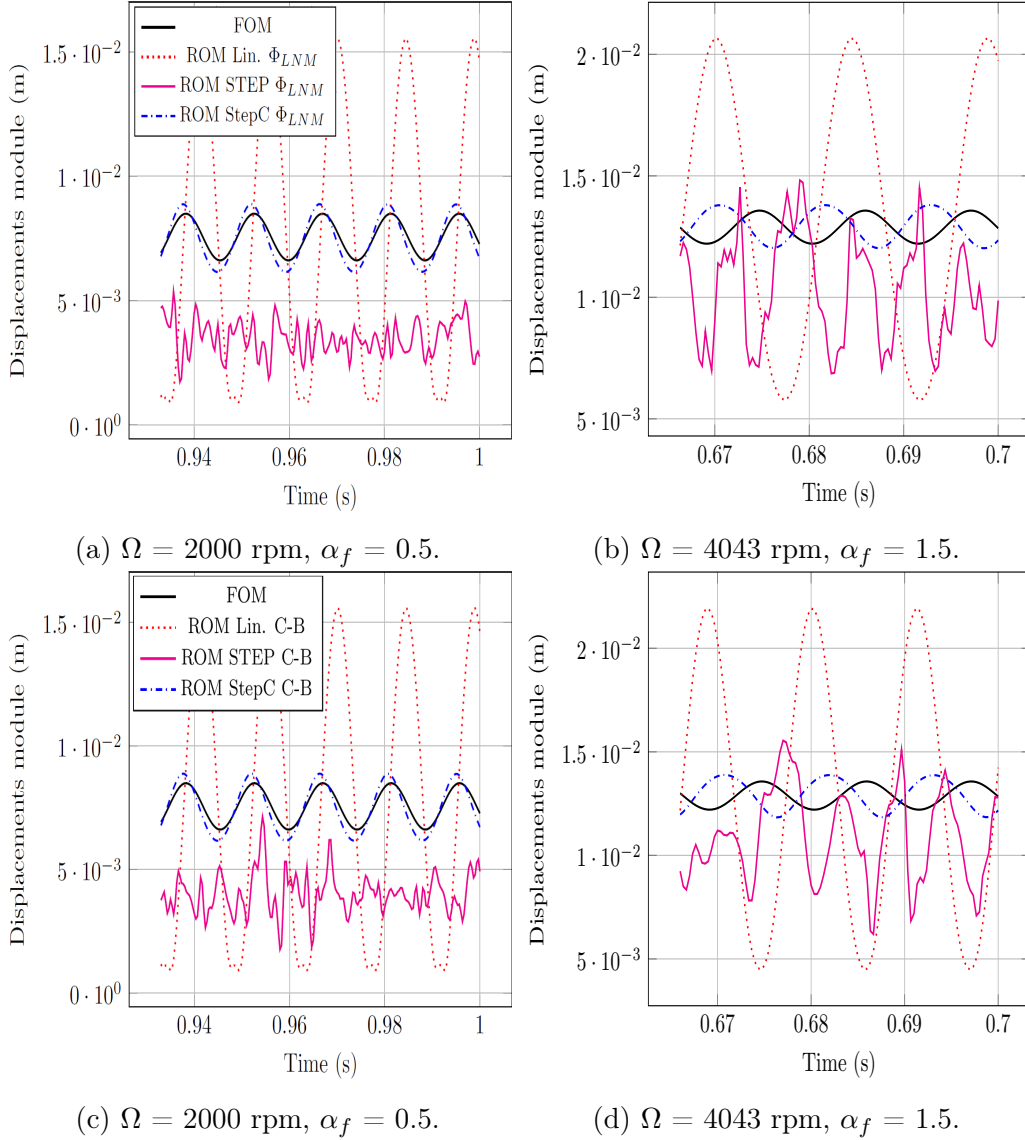 Displacements module (m)
1.5·10⁻²
1·10⁻²
5·10⁻³
0·10⁰
FOM
ROM Lin. Φ_LNM
ROM STEP Φ_LNM
ROM StepC Φ_LNM
0.94 0.96 0.98 1
Time (s)
(a) Ω = 2000 rpm, α_f = 0.5.
Displacements module (m)
2·10⁻²
1.5·10⁻²
1·10⁻²
5·10⁻³
0.67 0.68 0.69 0.7
Time (s)
(b) Ω = 4043 rpm, α_f = 1.5.
Displacements module (m)
1.5·10⁻²
1·10⁻²
5·10⁻³
0·10⁰
FOM
ROM Lin. C-B
ROM STEP C-B
ROM StepC C-B
0.94 0.96 0.98 1
Time (s)
(c) Ω = 2000 rpm, α_f = 0.5.
Displacements module (m)
2·10⁻²
1.5·10⁻²
1·10⁻²
5·10⁻³
0.67 0.68 0.69 0.7
Time (s)
(d) Ω = 4043 rpm, α_f = 1.5.